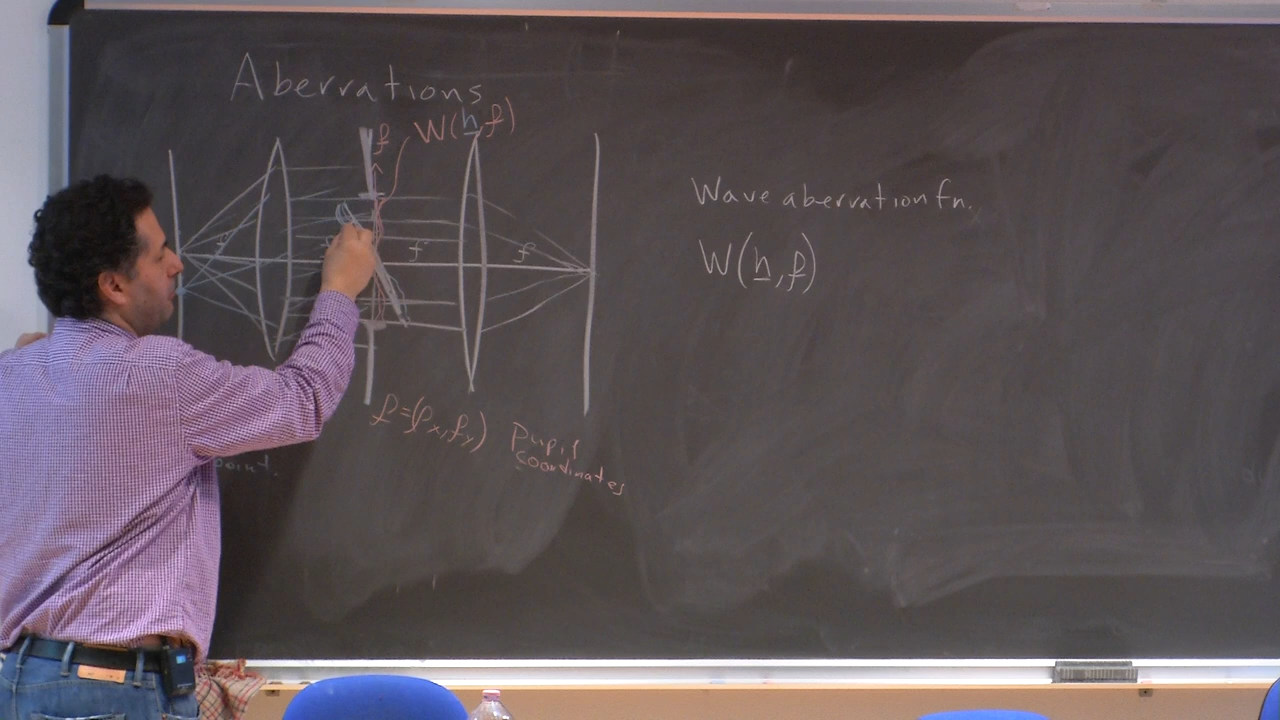 Aberrations
ρ W(h,ρ)
Wave aberration fn.
W(h,ρ)
f f
ρ=(ρx,ρy) Pupil
coordinates
point.